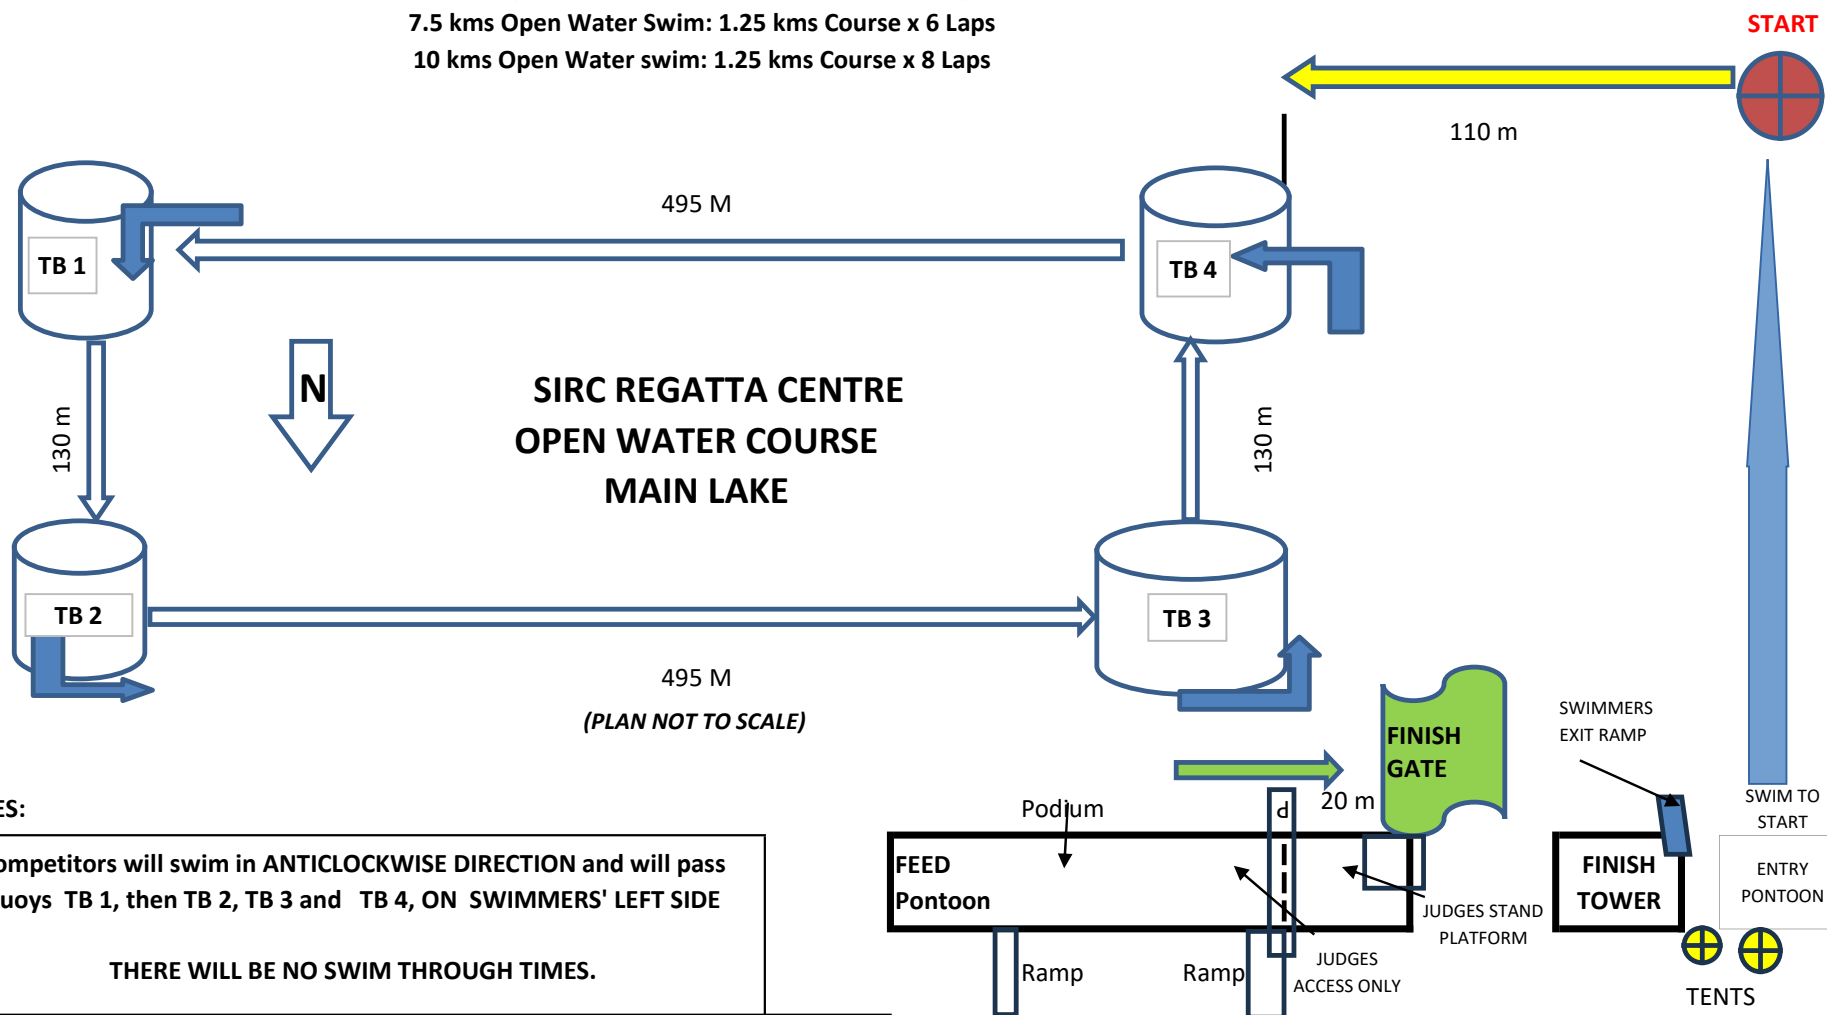 7.5 kms Open Water Swim: 1.25 kms Course x 6 Laps
10 kms Open Water swim: 1.25 kms Course x 8 Laps
START
110 m
495 M
TB 1
TB 4
N
130 m
130 m
SIRC REGATTA CENTRE
OPEN WATER COURSE
MAIN LAKE
TB 2
TB 3
495 M
(PLAN NOT TO SCALE)
FINISH
GATE
SWIMMERS
EXIT RAMP
20 m
SWIM TO
START
ES:
Podium
P
ompetitors will swim in ANTICLOCKWISE DIRECTION and will pass
uoys TB 1, then TB 2, TB 3 and TB 4, ON SWIMMERS' LEFT SIDE
THERE WILL BE NO SWIM THROUGH TIMES.
FEED
Pontoon
FINISH
TOWER
ENTRY
PONTOON
JUDGES STAND
PLATFORM
Ramp
Ramp
JUDGES
ACCESS ONLY
TENTS